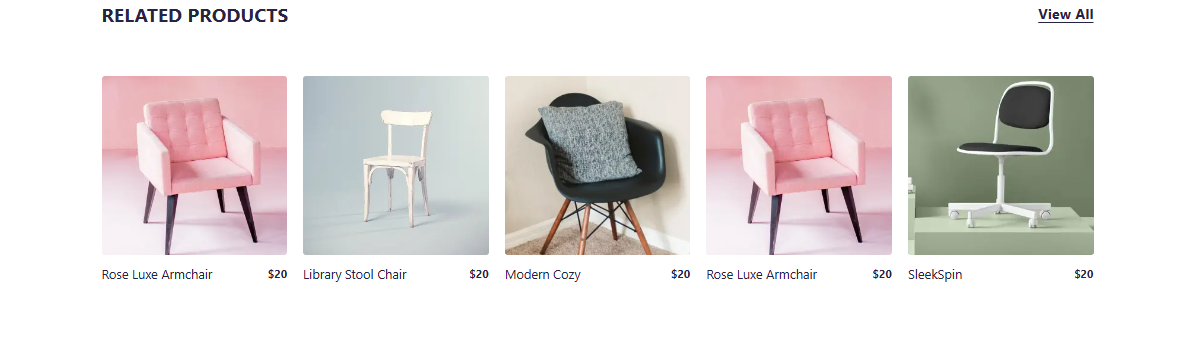 RELATED PRODUCTS
View All
Rose Luxe Armchair $20
Library Stool Chair $20
Modern Cozy $20
Rose Luxe Armchair $20
SleekSpin $20